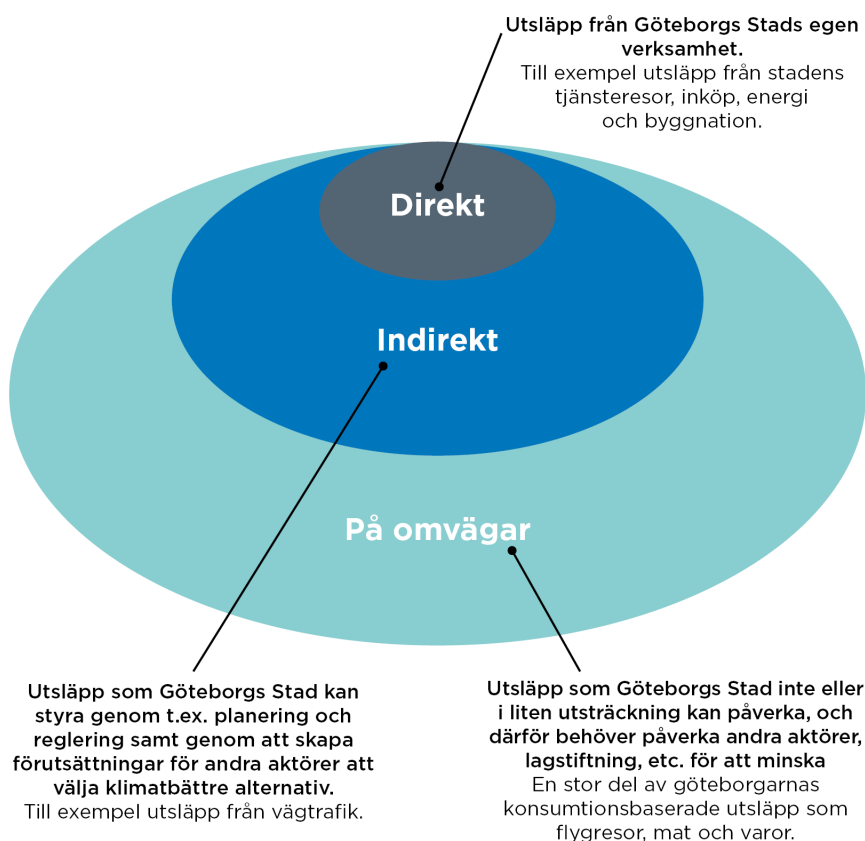 Utsläpp från Göteborgs Stads egen
verksamhet.
Till exempel utsläpp från stadens
tjänsteresor, inköp, energi
och byggnation.
Direkt
Indirekt
På omvägar
Utsläpp som Göteborgs Stad kan
styra genom t.ex. planering och
reglering samt genom att skapa
förutsättningar för andra aktörer att
välja klimatbättre alternativ.
Till exempel utsläpp från vägtrafik.
Utsläpp som Göteborgs Stad inte eller
i liten utsträckning kan påverka, och
därför behöver påverka andra aktörer,
lagstiftning, etc. för att minska
En stor del av göteborgarnas
konsumtionsbaserade utsläpp som
flygresor, mat och varor.